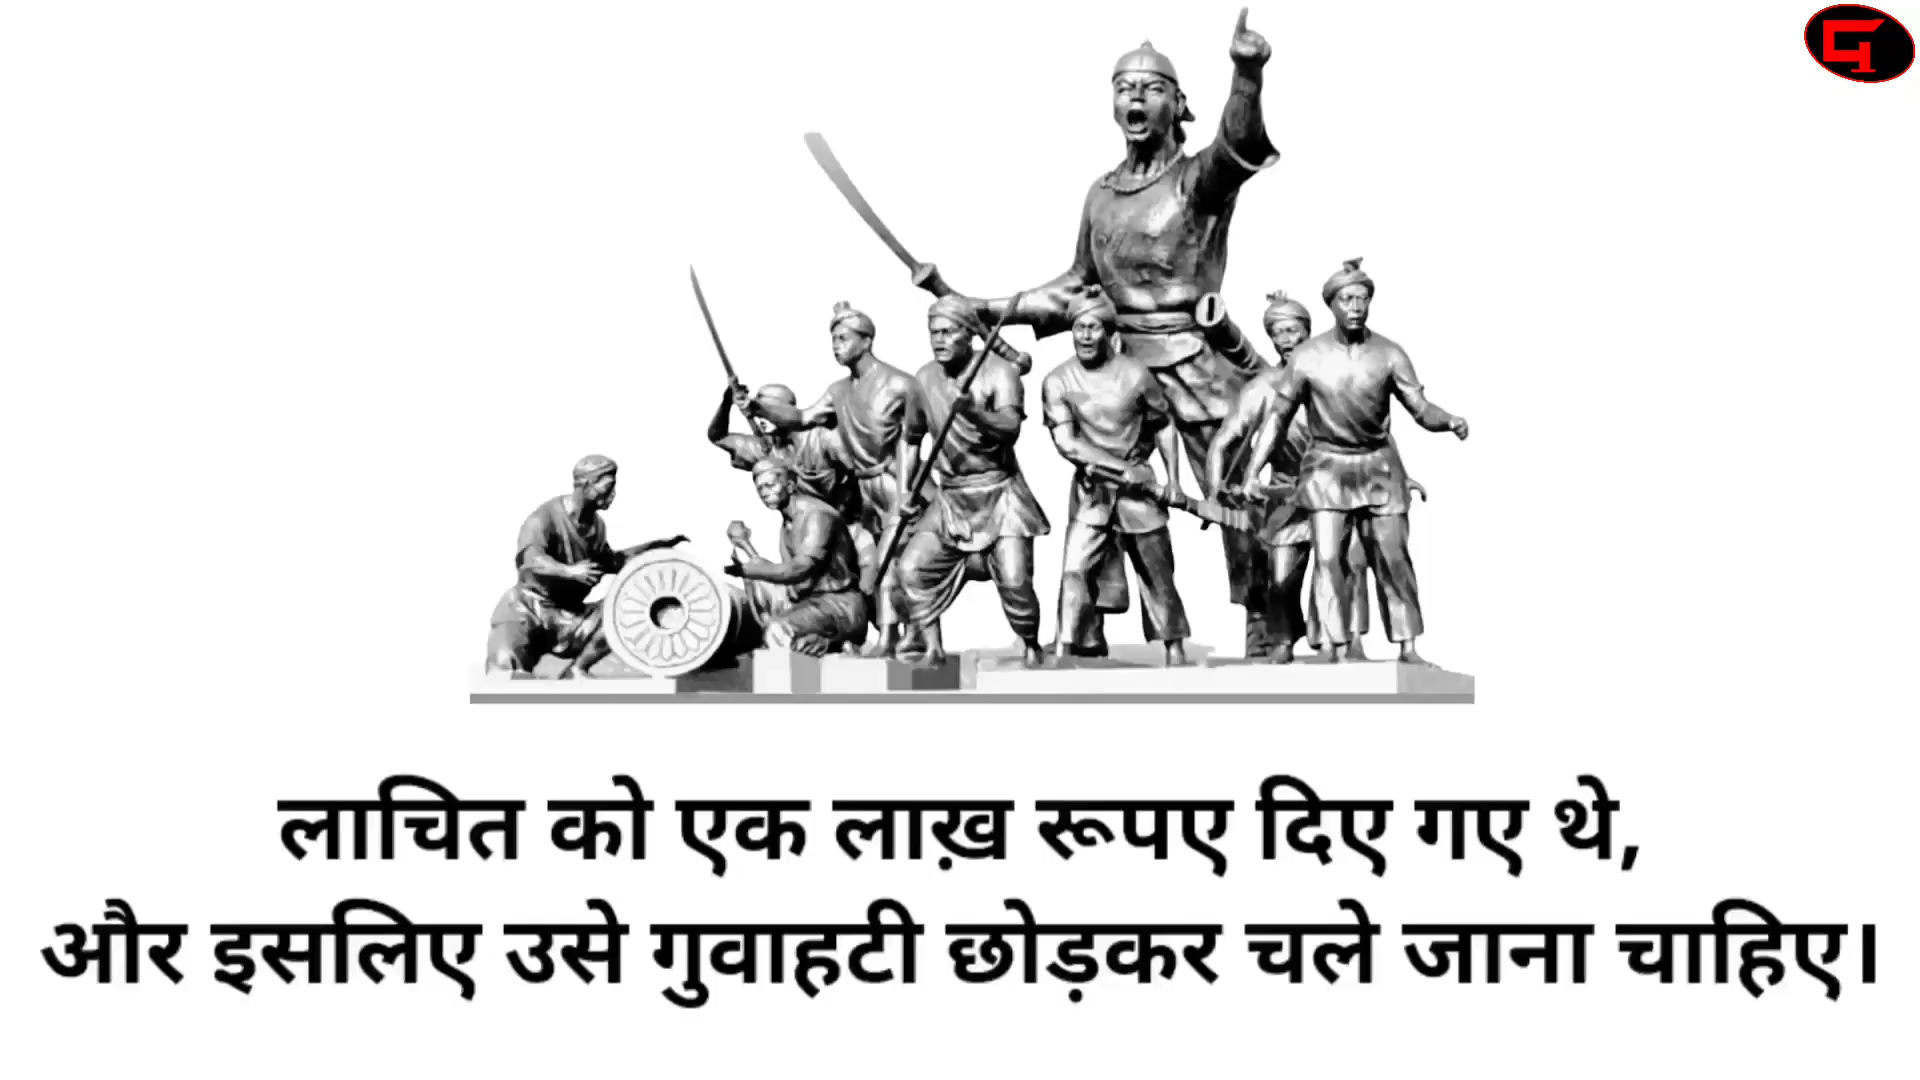 लाचित को एक लाख़ रूपए दिए गए थे,
और इसलिए उसे गुवाहटी छोड़कर चले जाना चाहिए।